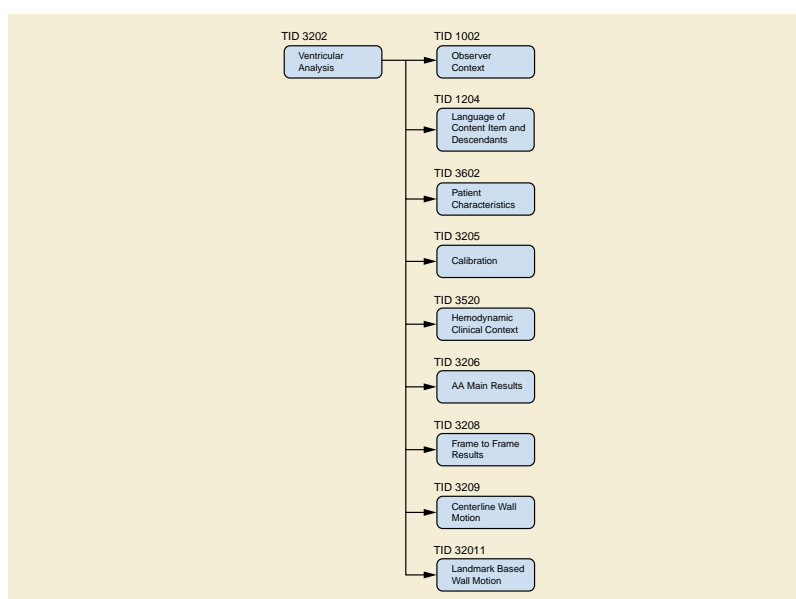 TID 3202
Ventricular
Analysis
TID 1002
Observer
Context
TID 1204
Language of
Content Item and
Descendants
TID 3602
Patient
Characteristics
TID 3205
Calibration
TID 3520
Hemodynamic
Clinical Context
TID 3206
AA Main Results
TID 3208
Frame to Frame
Results
TID 3209
Centerline Wall
Motion
TID 32011
Landmark Based
Wall Motion